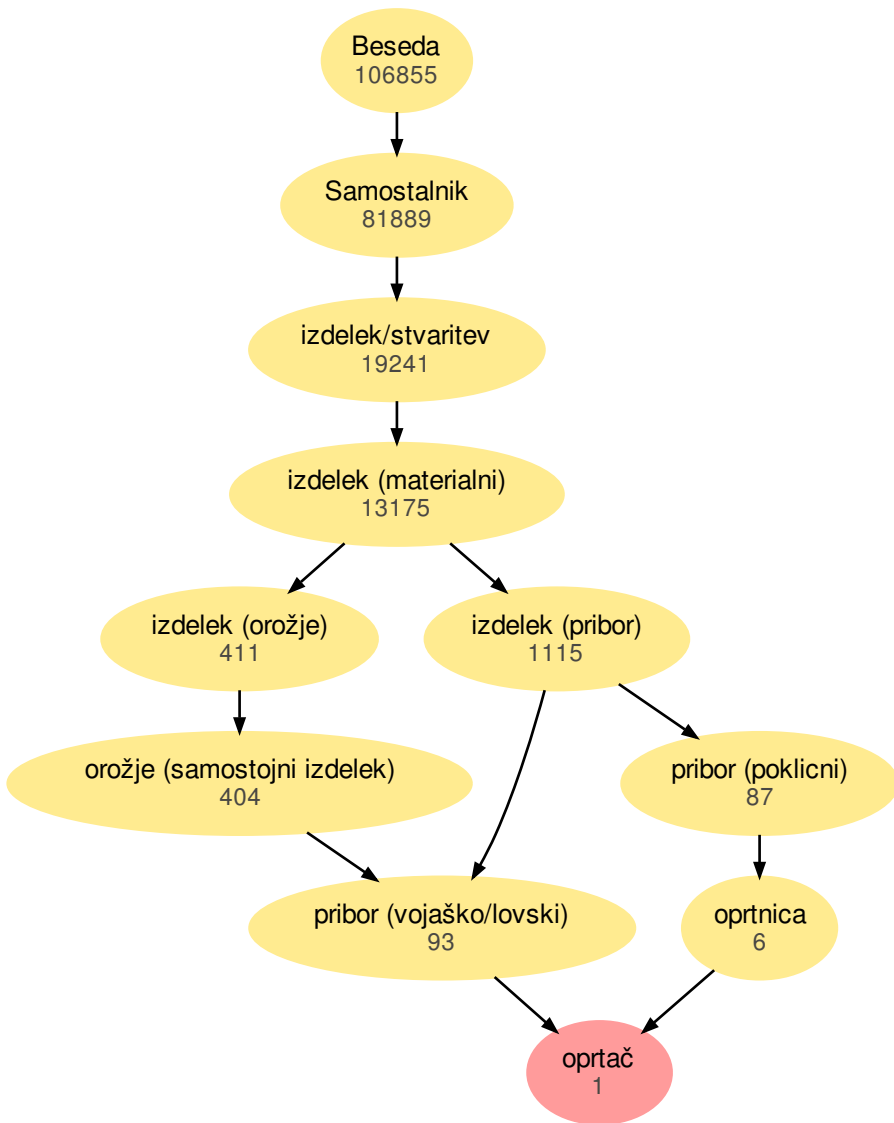 Beseda
106855
Samostalnik
81889
izdelek/stvaritev
19241
izdelek (materialni)
13175
izdelek (orožje)
411
izdelek (pribor)
1115
orožje (samostojni izdelek)
404
pribor (poklicni)
87
pribor (vojaško/lovski)
93
oprtnica
6
oprtač
1